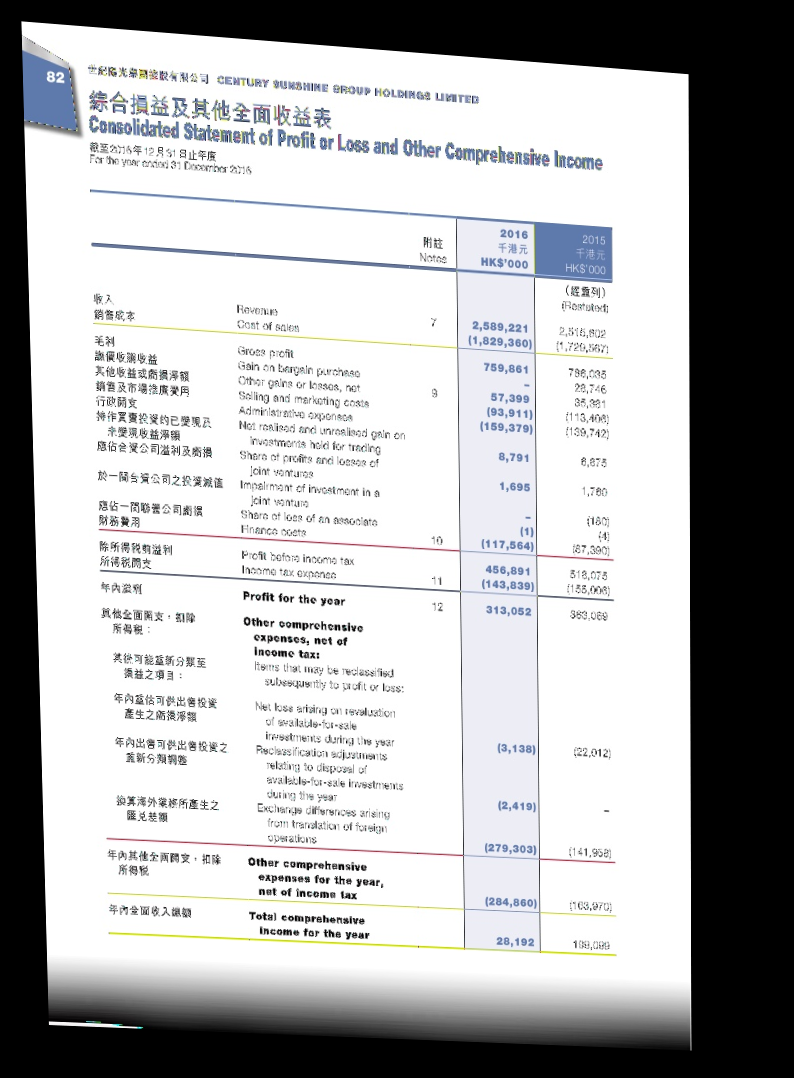 82
世紀陽光集團控股有限公司 CENTURY SUNSHINE GROUP HOLDINGS LIMITED
綜合損益及其他全面收益表
Consolidated Statement of Profit or Loss and Other Comprehensive Income
截至2016年12月31日止年度
For the year ended 31 December 2016
附註 2016 2015
千港元 千港元
Notes HK$'000 HK$'000
（經重列）
(Restated)
收入 Revenue 7 2,589,221 2,515,602
銷售成本 Cost of sales (1,829,360) (1,729,567)
毛利 Gross profit 759,861 786,035
議價收購收益 Gain on bargain purchase – 28,746
其他收益或虧損淨額 Other gains or losses, net 9 57,399 35,381
銷售及市場推廣費用 Selling and marketing costs (93,911) (113,406)
行政開支 Administrative expenses (159,379) (139,742)
持作買賣投資的已變現及 Net realised and unrealised gain on
未變現收益淨額 investments held for trading 8,791 6,875
應佔合資公司溢利及虧損 Share of profits and losses of
joint ventures 1,695 1,760
於一間合資公司之投資減值 Impairment of investment in a
joint venture – (180)
應佔一間聯營公司虧損 Share of loss of an associate (1) (4)
財務費用 Finance costs 10 (117,564) (87,390)
除所得稅前溢利 Profit before income tax 456,891 518,075
所得稅開支 Income tax expense 11 (143,839) (155,006)
年內溢利 Profit for the year 12 313,052 363,069
其他全面開支，扣除 Other comprehensive
所得稅： expenses, net of
income tax:
其後可能重新分類至 Items that may be reclassified
損益之項目： subsequently to profit or loss:
年內重估可供出售投資 Net loss arising on revaluation
產生之虧損淨額 of available-for-sale
investments during the year (3,138) (22,012)
年內出售可供出售投資之 Reclassification adjustments
重新分類調整 relating to disposal of
available-for-sale investments
during the year (2,419) –
換算海外業務所產生之 Exchange differences arising
匯兌差額 from translation of foreign
operations (279,303) (141,958)
年內其他全面開支，扣除 Other comprehensive
所得稅 expenses for the year,
net of income tax (284,860) (163,970)
年內全面收入總額 Total comprehensive
income for the year 28,192 199,099